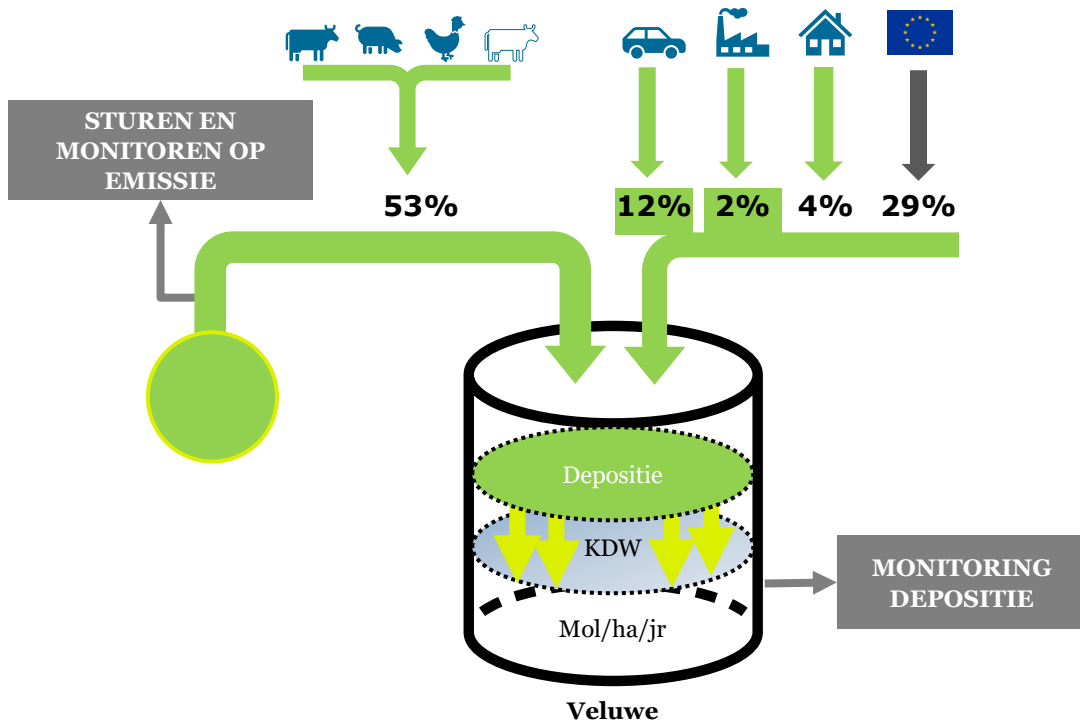 STUREN EN
MONITOREN OP
EMISSIE
53%
12%
2%
4%
29%
Depositie
KDW
Mol/ha/jr
MONITORING
DEPOSITIE
Veluwe